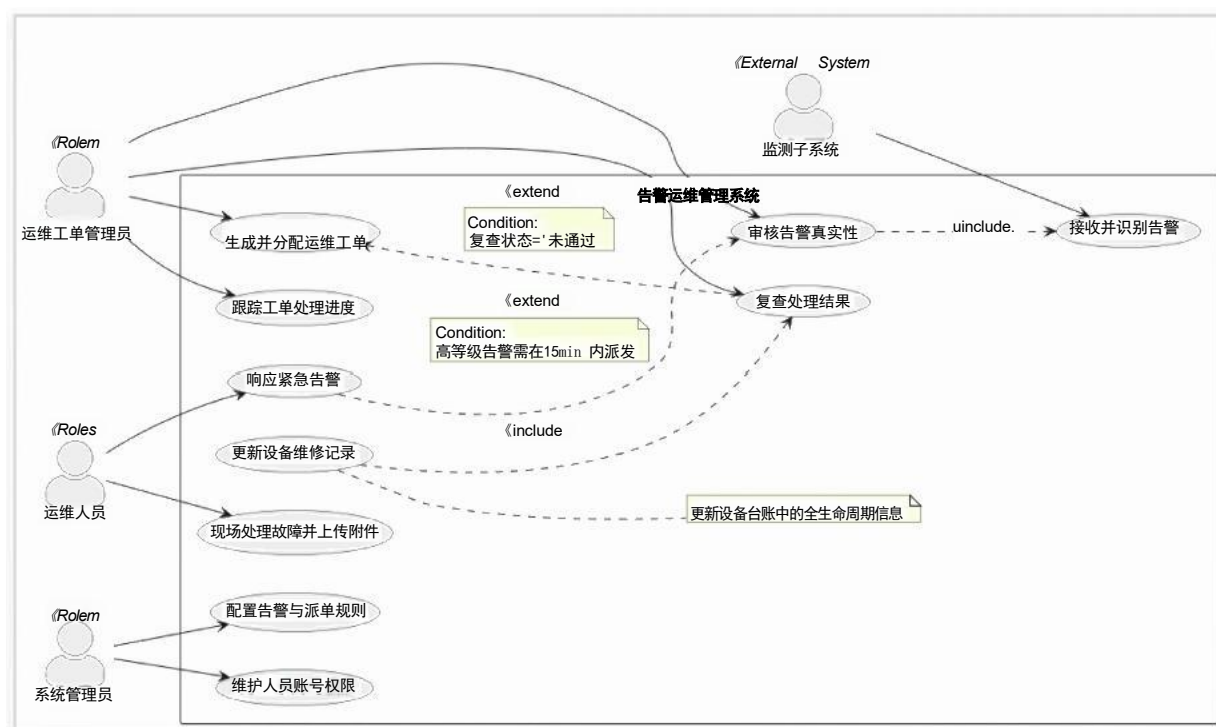 《External System
监测子系统
《Rolem
运维工单管理员
告警运维管理系统
《extend
Condition:
复查状态='未通过
生成并分配运维工单
审核告警真实性
uinclude.
接收并识别告警
跟踪工单处理进度
《extend
复查处理结果
Condition:
高等级告警需在15min 内派发
响应紧急告警
《Roles
运维人员
更新设备维修记录
《include
更新设备台账中的全生命周期信息
现场处理故障并上传附件
《Rolem
系统管理员
配置告警与派单规则
维护人员账号权限